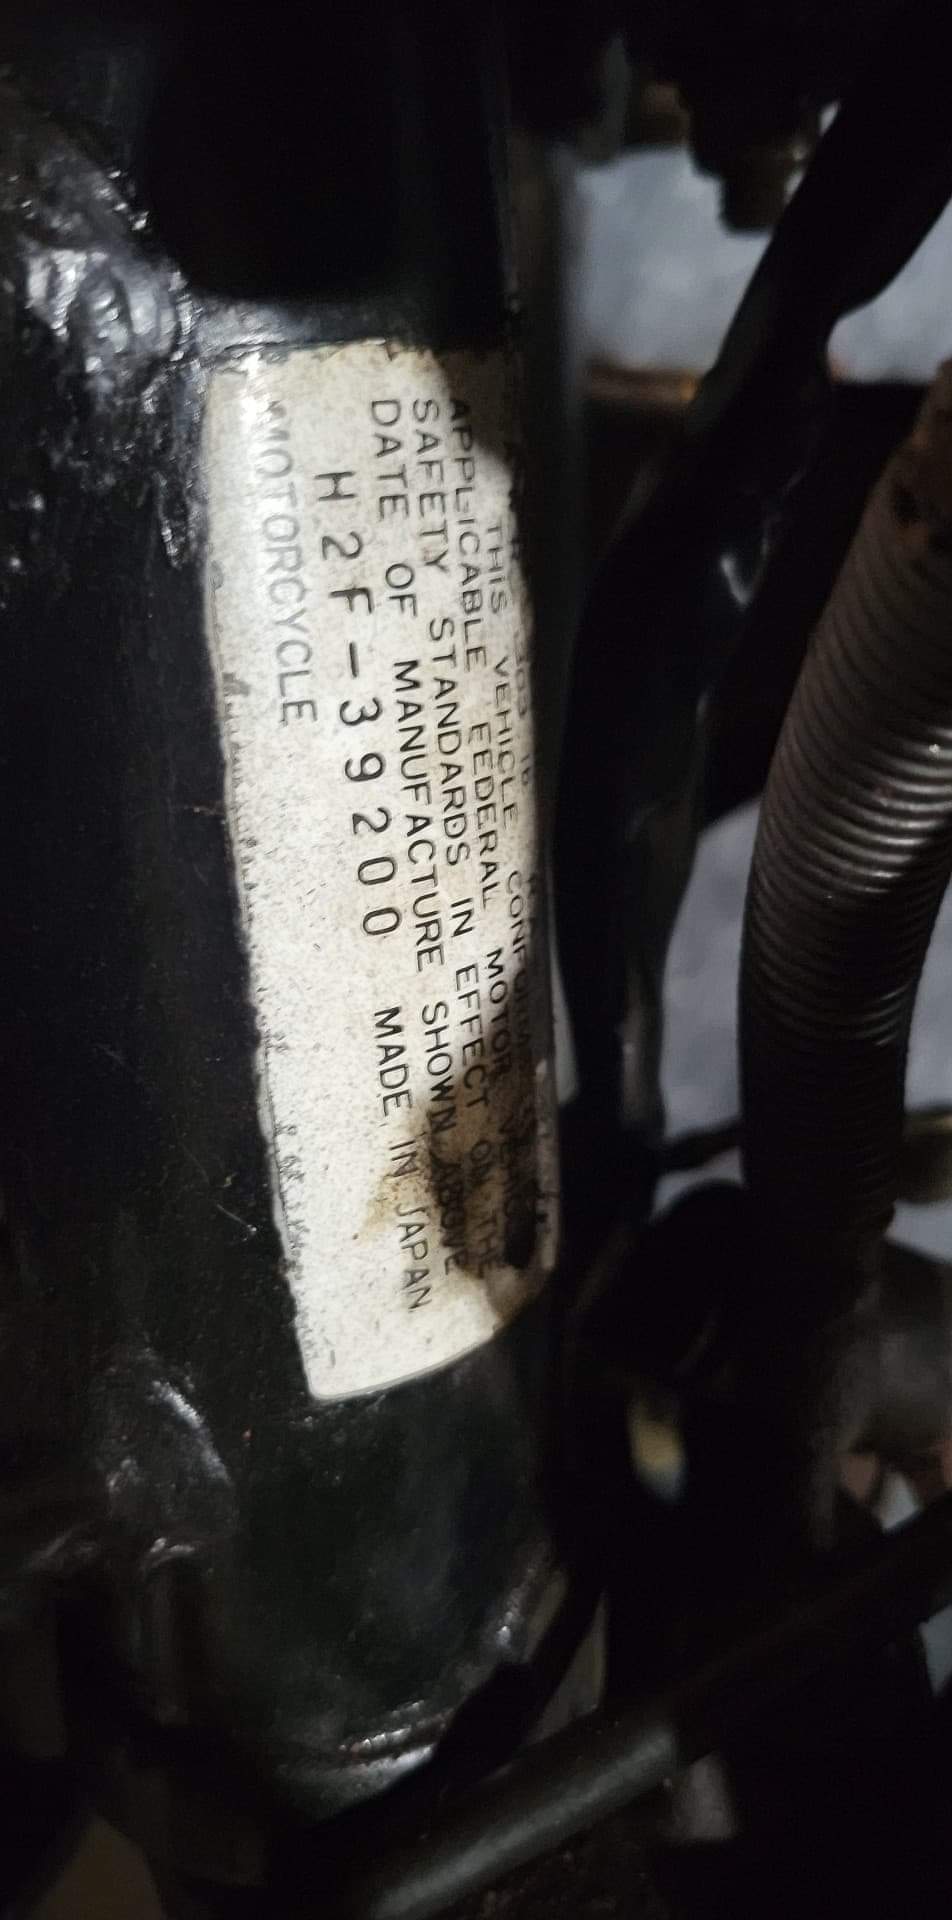 THIS VEHICLE CONFORMS
APPLICABLE FEDERAL MOTOR
SAFETY STANDARDS IN EFFECT ON THE
DATE OF MANUFACTURE SHOWN ABOVE
H2F-39200 MADE IN JAPAN
MOTORCYCLE